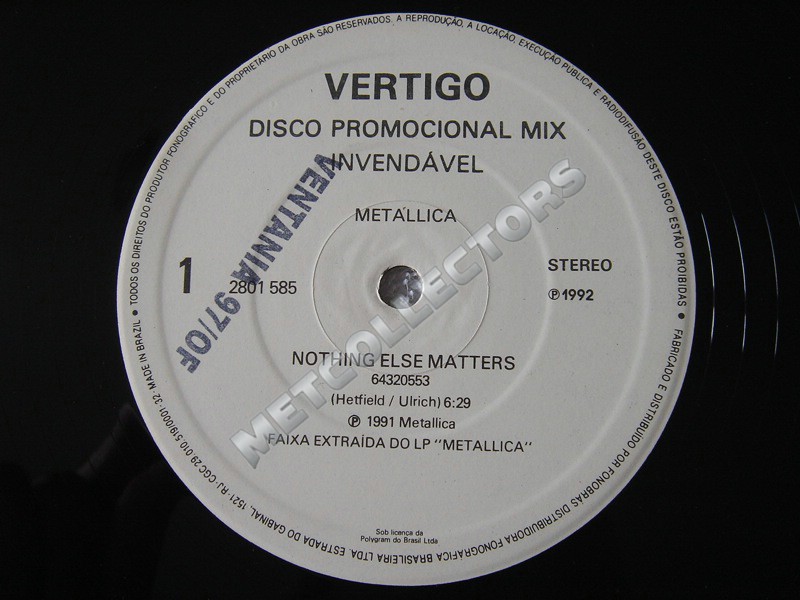 VERTIGO
DISCO PROMOCIONAL MIX
INVENDÁVEL
METALLICA
1
2801 585
STEREO
℗ 1992
NOTHING ELSE MATTERS
64320553
(Hetfield / Ulrich) 6:29
℗ 1991 Metallica
FAIXA EXTRAÍDA DO LP "METALLICA"
Sob licença da
Polygram do Brasil Ltda
• TODOS OS DIREITOS DO PRODUTOR FONOGRÁFICO E DO PROPRIETÁRIO DA OBRA SÃO RESERVADOS. A REPRODUÇÃO, A LOCAÇÃO, EXECUÇÃO PÚBLICA E RADIODIFUSÃO DESTE DISCO ESTÃO PROIBIDAS • FABRICADO E DISTRIBUIDO POR FONOBRAS DISTRIBUIDORA FONOGRAFICA BRASILEIRA LTDA. ESTRADA DO GABINAL, 1521 - RJ - CGC 29.010.519/0001-32 MADE IN BRAZIL
VENTANIA 97/OF
METCOLLECTORS